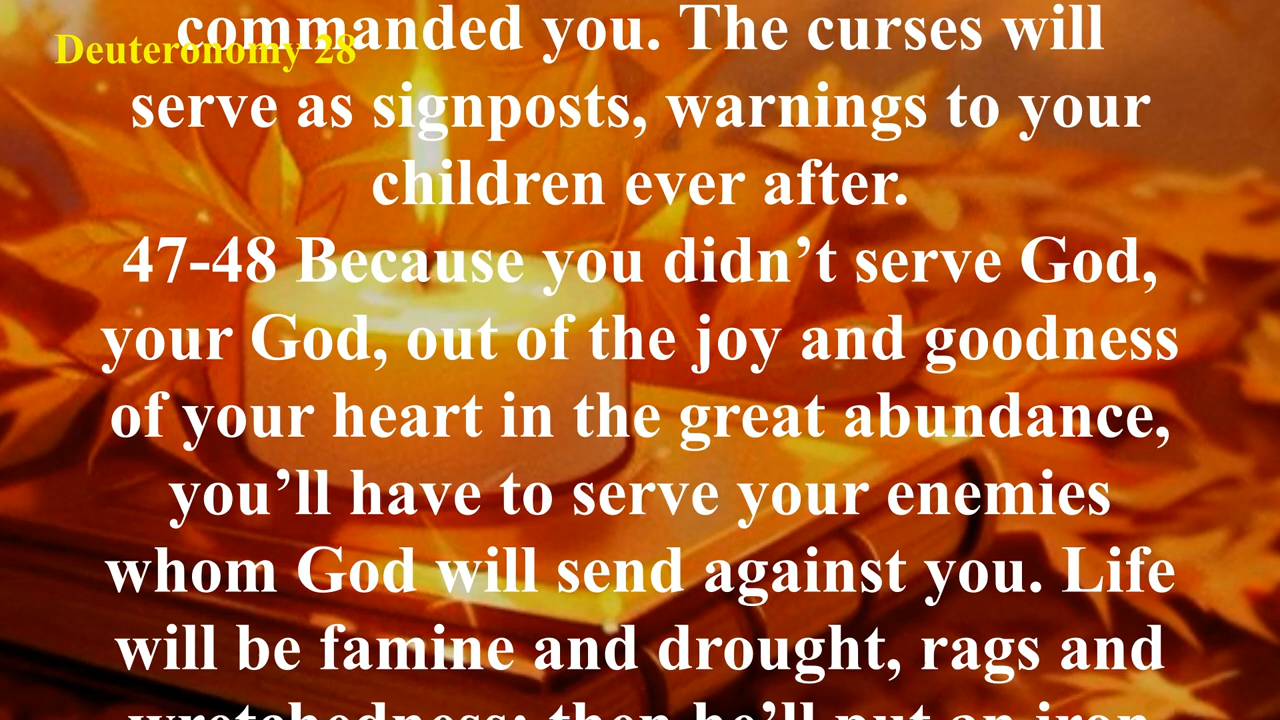 commanded you. The curses will
Deuteronomy 28
serve as signposts, warnings to your
children ever after.
47-48 Because you didn’t serve God,
your God, out of the joy and goodness
of your heart in the great abundance,
you’ll have to serve your enemies
whom God will send against you. Life
will be famine and drought, rags and
wretchedness; then he’ll put an iron